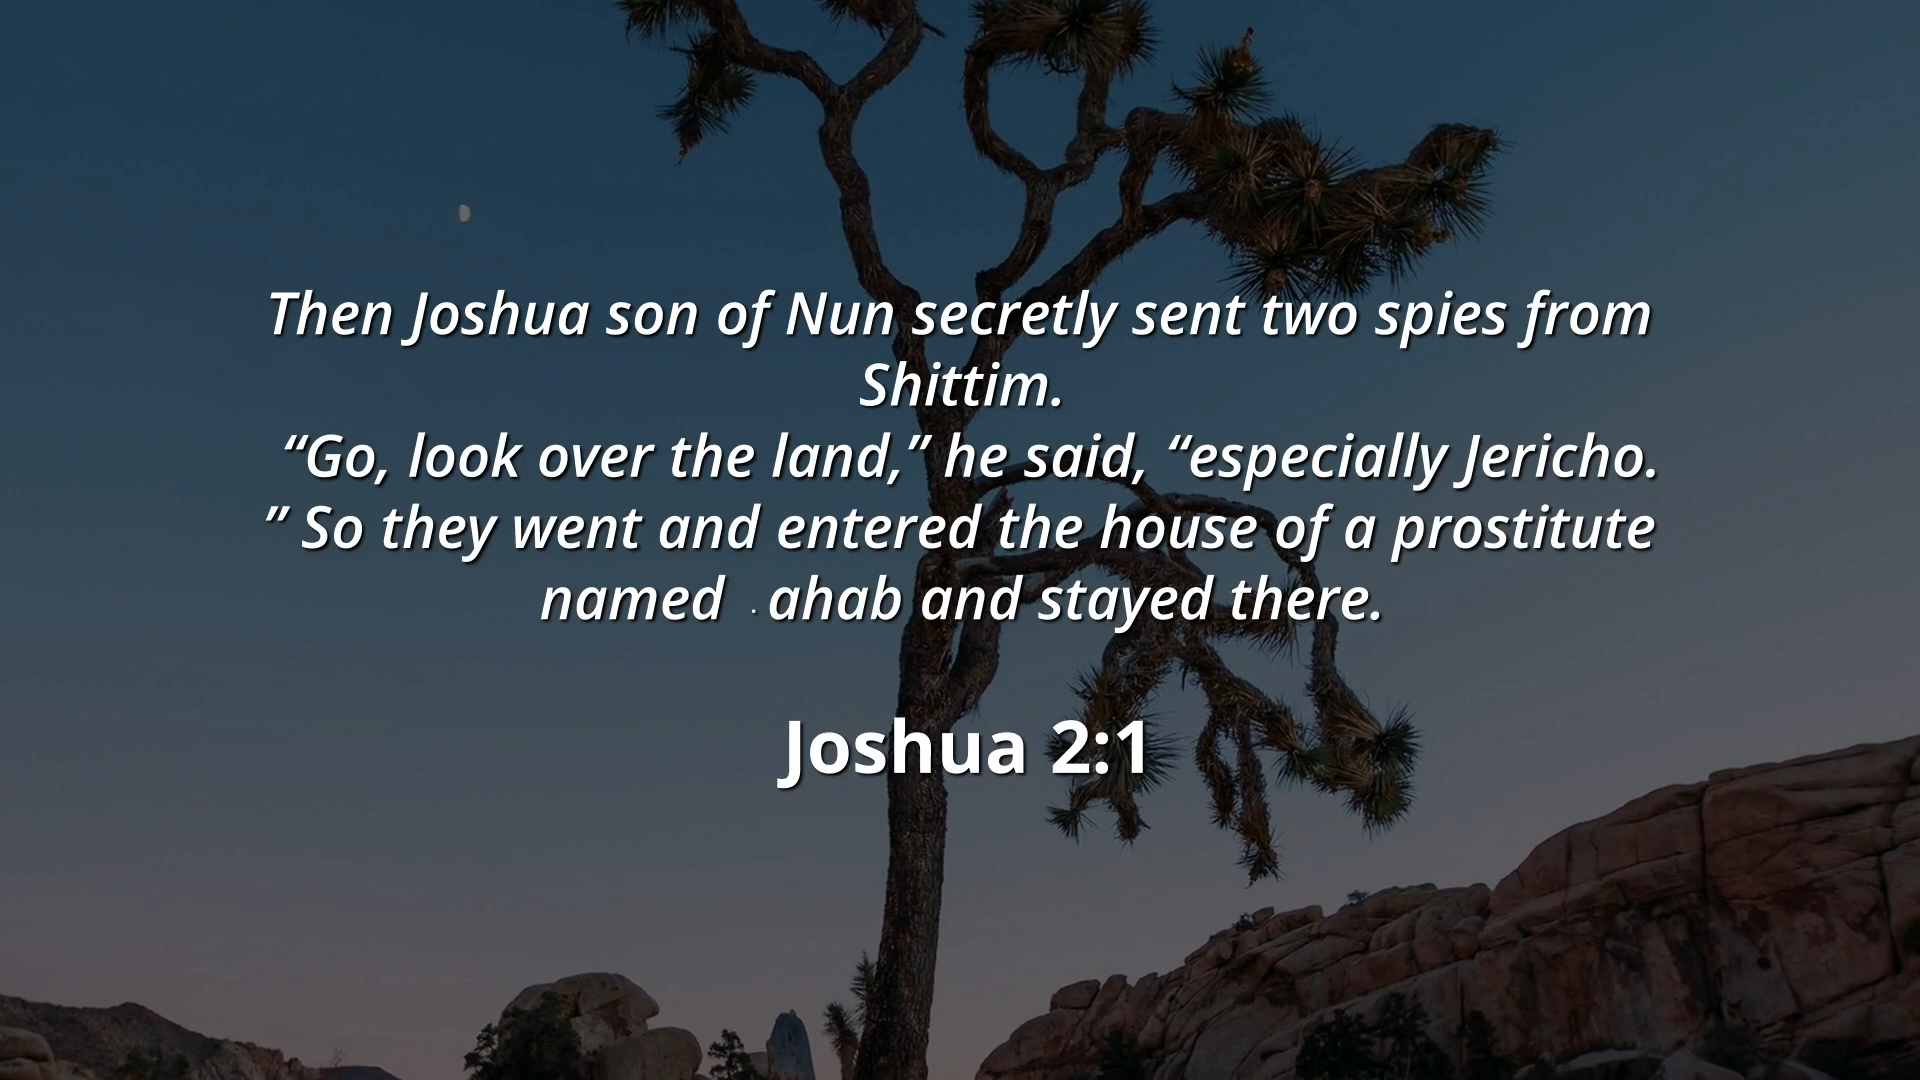 Then Joshua son of Nun secretly sent two spies from
Shittim.
“Go, look over the land,” he said, “especially Jericho.
” So they went and entered the house of a prostitute
named ahab and stayed there.
Joshua 2:1